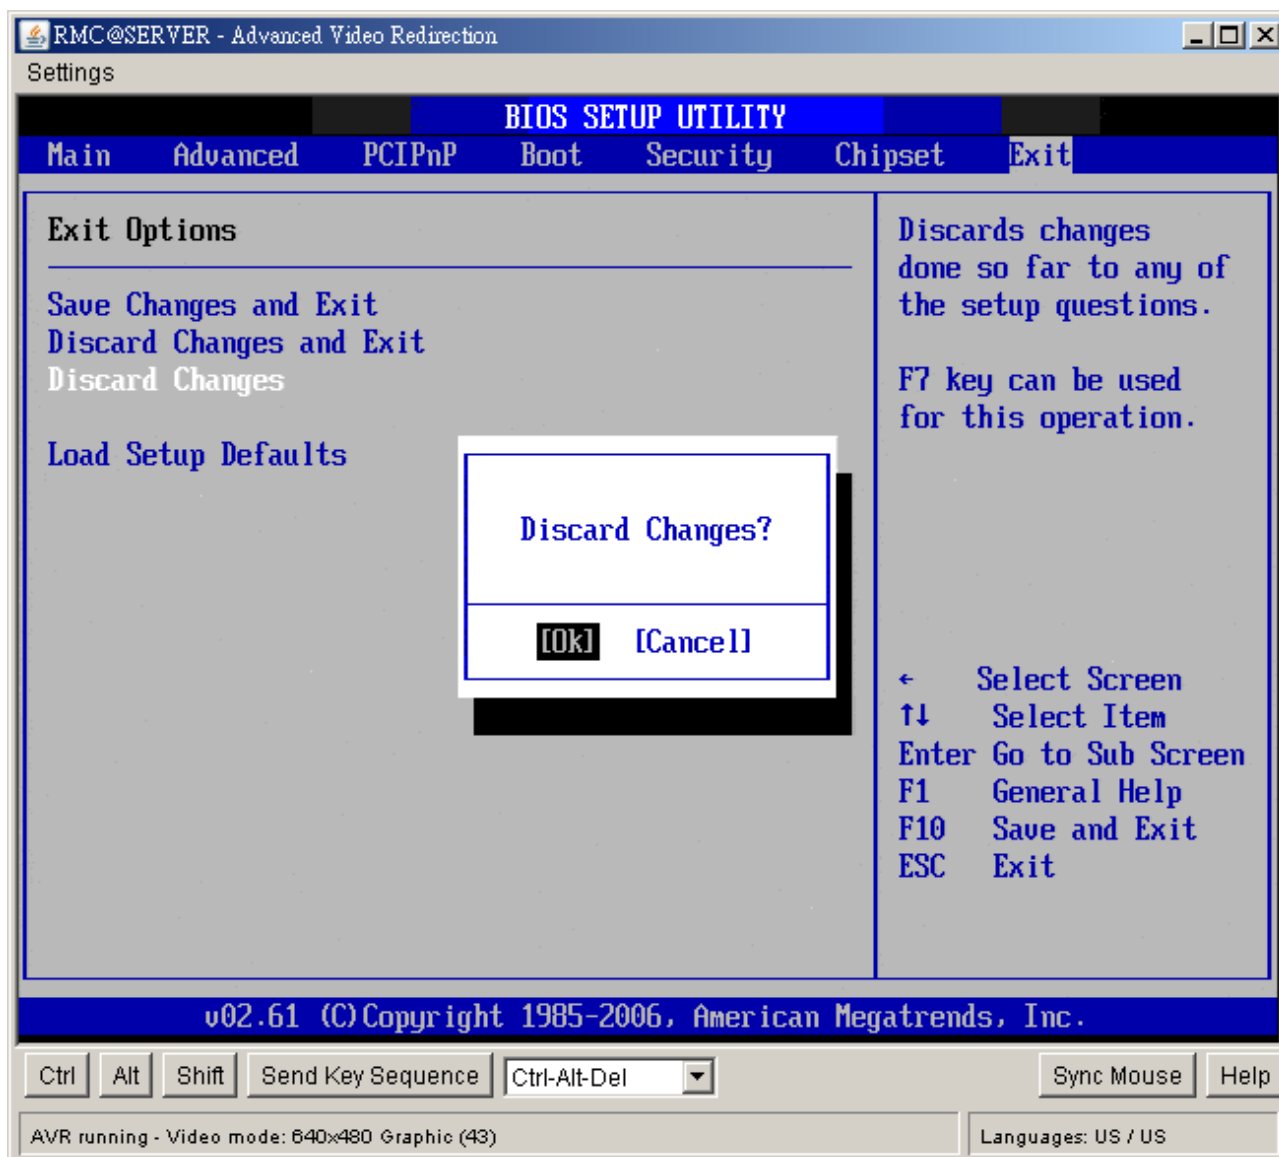 RMC@SERVER - Advanced Video Redirection
Settings
BIOS SETUP UTILITY
Main Advanced PCIPnP Boot Security Chipset Exit
Exit Options
Save Changes and Exit
Discard Changes and Exit
Discard Changes
Load Setup Defaults
Discard Changes?
[Ok] [Cancel]
Discards changes
done so far to any of
the setup questions.
F7 key can be used
for this operation.
← Select Screen
↑↓ Select Item
Enter Go to Sub Screen
F1 General Help
F10 Save and Exit
ESC Exit
v02.61 (C)Copyright 1985-2006, American Megatrends, Inc.
Ctrl Alt Shift Send Key Sequence Ctrl-Alt-Del Sync Mouse Help
AVR running - Video mode: 640x480 Graphic (43) Languages: US / US